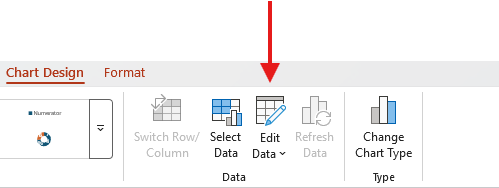 Chart Design Format
Numerator
Switch Row/
Column
Select
Data
Edit
Data
Refresh
Data
Change
Chart Type
Data
Type